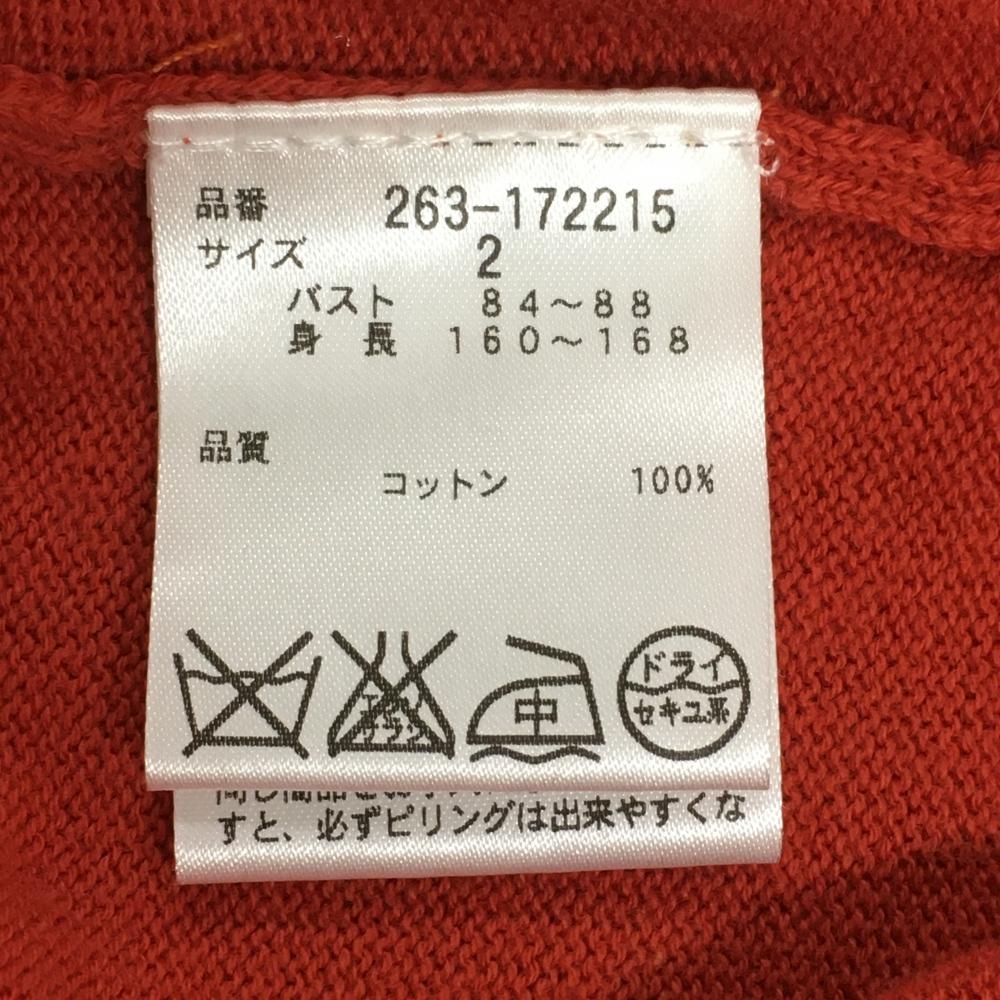 品番 263-172215
サイズ 2
バスト 84～88
身長 160～168
品質
コットン 100%
中
ドライ
セキユ系
すと、必ずピリングは出来やすくな